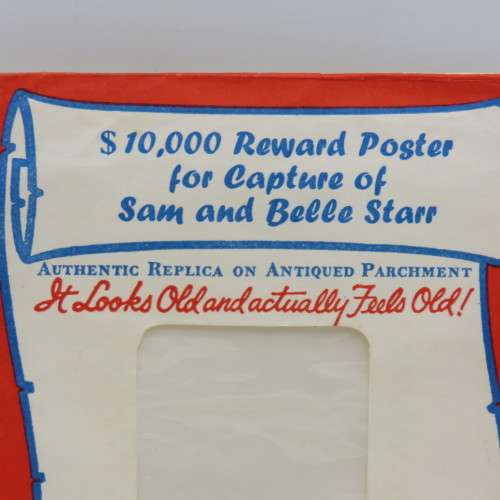 $ 10,000 Reward Poster
for Capture of
Sam and Belle Starr
AUTHENTIC REPLICA ON ANTIQUED PARCHMENT
It Looks Old and actually Feels Old!